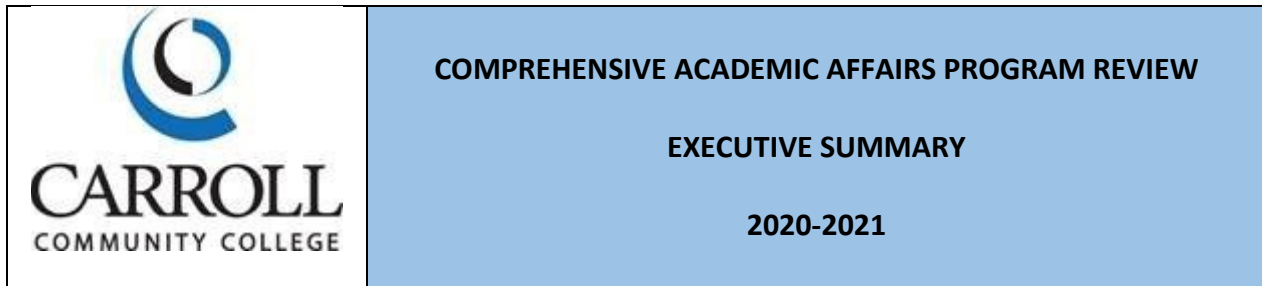 CARROLL
COMMUNITY COLLEGE
COMPREHENSIVE ACADEMIC AFFAIRS PROGRAM REVIEW
EXECUTIVE SUMMARY
2020-2021